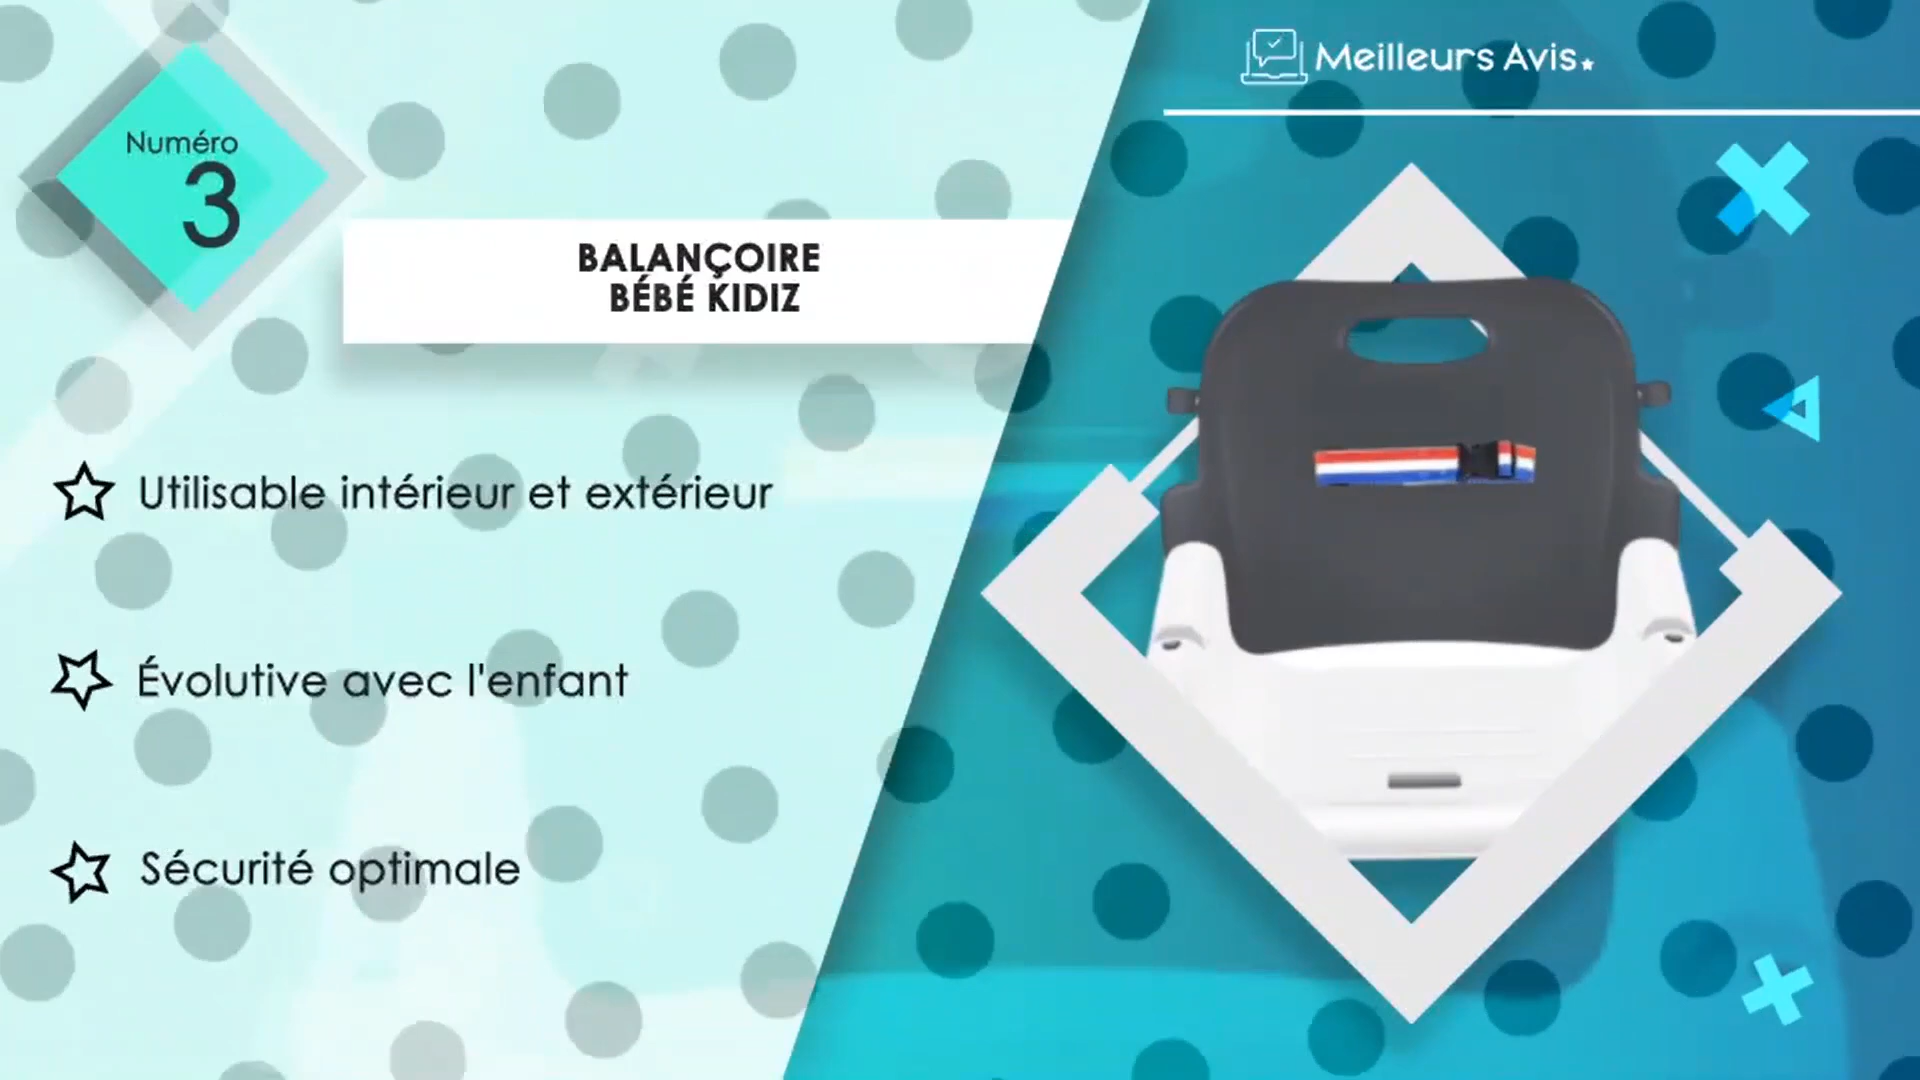 Numéro
3
Meilleurs Avis
BALANÇOIRE
BÉBÉ KIDIZ
Utilisable intérieur et extérieur
Évolutive avec l'enfant
Sécurité optimale